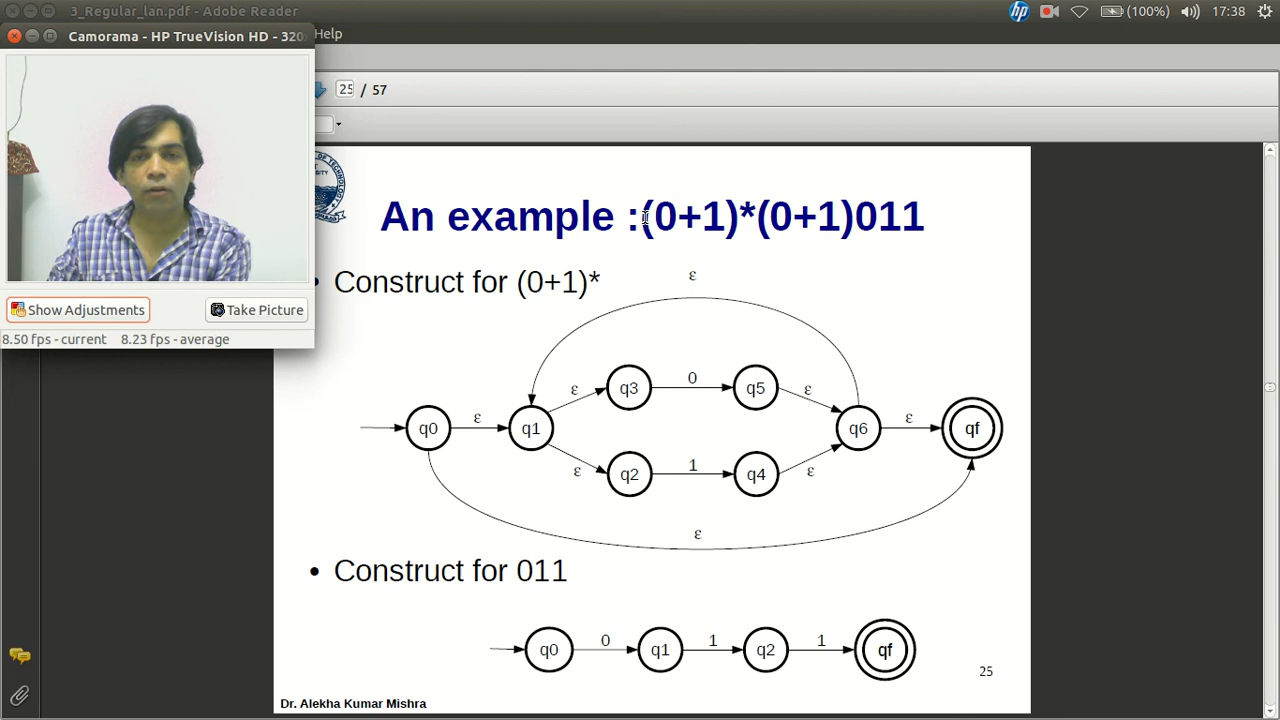 3_Regular_lan.pdf - Adobe Reader
(100%) 17:38
Camorama - HP TrueVision HD - 320
Help
25 / 57
Show Adjustments Take Picture
8.50 fps - current 8.23 fps - average
An example :(0+1)*(0+1)011
• Construct for (0+1)*
ε
q3 0 q5
ε ε
q0 ε q1 q6 ε qf
ε ε
q2 1 q4
ε
• Construct for 011
q0 0 q1 1 q2 1 qf
25
Dr. Alekha Kumar Mishra